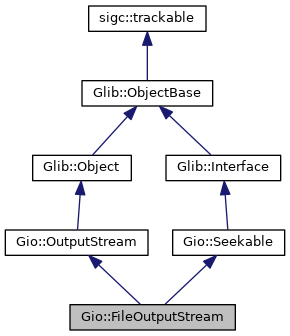 sigc::trackable
Glib::ObjectBase
Glib::Object
Glib::Interface
Gio::OutputStream
Gio::Seekable
Gio::FileOutputStream